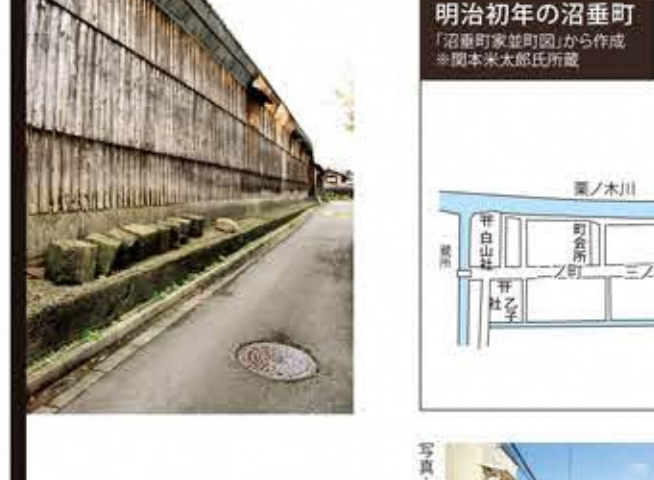 明治初年の沼垂町
「沼垂町家並町図」から作成
※関本米太郎氏所蔵
栗ノ木川
白山社
町会所
二ノ町
三ノ
乙子社
写真